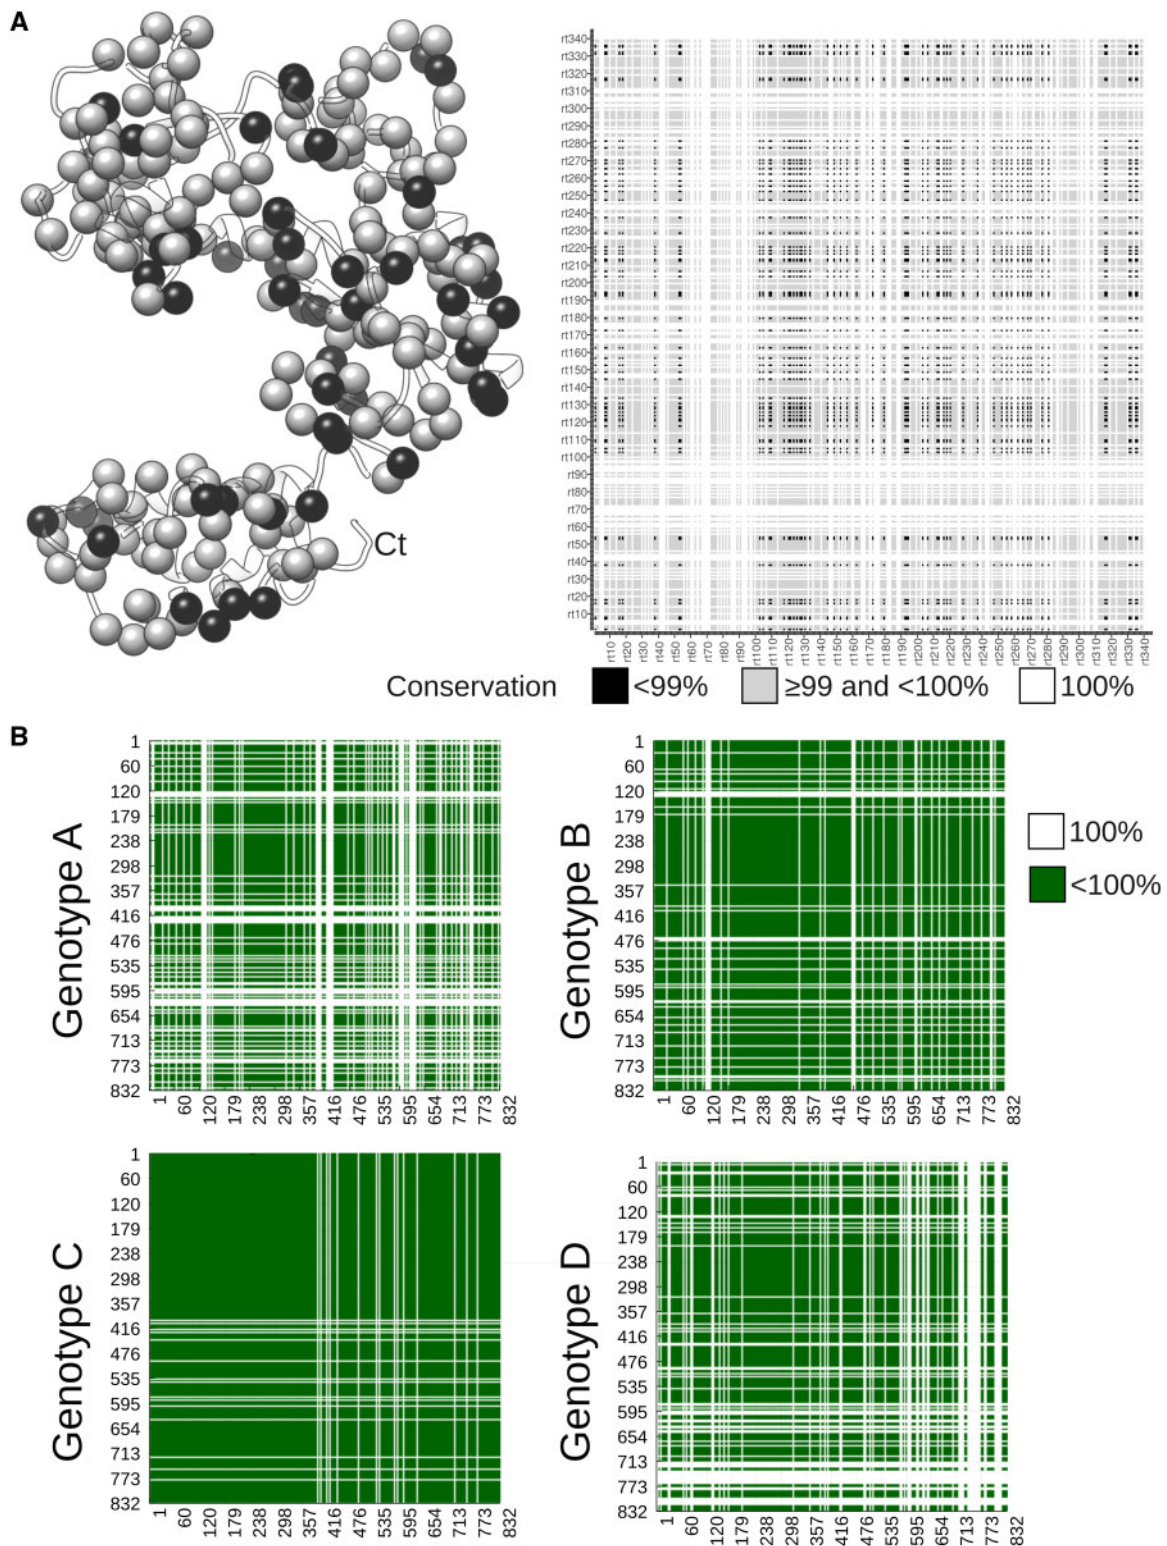 A
rt340
rt330
rt320
rt310
rt300
rt290
rt280
rt270
rt260
rt250
rt240
rt230
rt220
rt210
rt200
rt190
rt180
rt170
rt160
rt150
rt140
rt130
rt120
rt110
rt100
rt90
rt80
rt70
rt60
rt50
rt40
rt30
rt20
rt10
Ct
rt10 rt20 rt30 rt40 rt50 rt60 rt70 rt80 rt90 rt100 rt110 rt120 rt130 rt140 rt150 rt160 rt170 rt180 rt190 rt200 rt210 rt220 rt230 rt240 rt250 rt260 rt270 rt280 rt290 rt300 rt310 rt320 rt330 rt340
Conservation <99% ≥99 and <100% 100%
B
Genotype A
1
60
120
179
238
298
357
416
476
535
595
654
713
773
832
1 60 120 179 238 298 357 416 476 535 595 654 713 773 832
Genotype B
1
60
120
179
238
298
357
416
476
535
595
654
713
773
832
1 60 120 179 238 298 357 416 476 535 595 654 713 773 832
100%
<100%
Genotype C
1
60
120
179
238
298
357
416
476
535
595
654
713
773
832
1 60 120 179 238 298 357 416 476 535 595 654 713 773 832
Genotype D
1
60
120
179
238
298
357
416
476
535
595
654
713
773
832
1 60 120 179 238 298 357 416 476 535 595 654 713 773 832